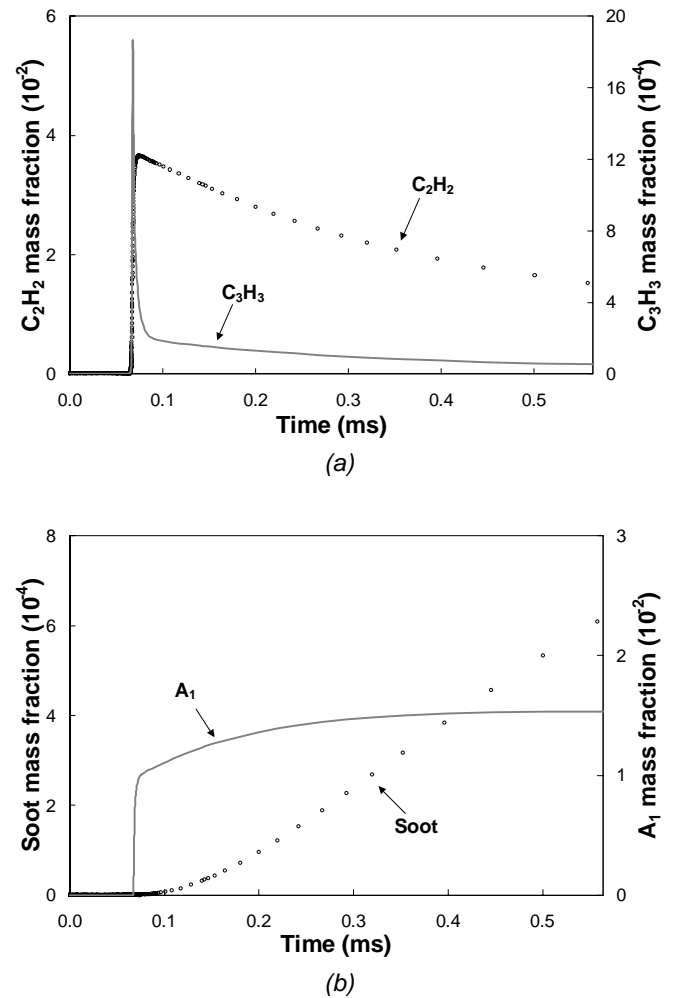 6
4
2
0
C₂H₂ mass fraction (10⁻²)
20
16
12
8
4
0
C₃H₃ mass fraction (10⁻⁴)
C₂H₂
C₃H₃
0.0 0.1 0.2 0.3 0.4 0.5
Time (ms)
(a)
8
6
4
2
0
Soot mass fraction (10⁻⁴)
3
2
1
0
A₁ mass fraction (10⁻²)
A₁
Soot
0.0 0.1 0.2 0.3 0.4 0.5
Time (ms)
(b)